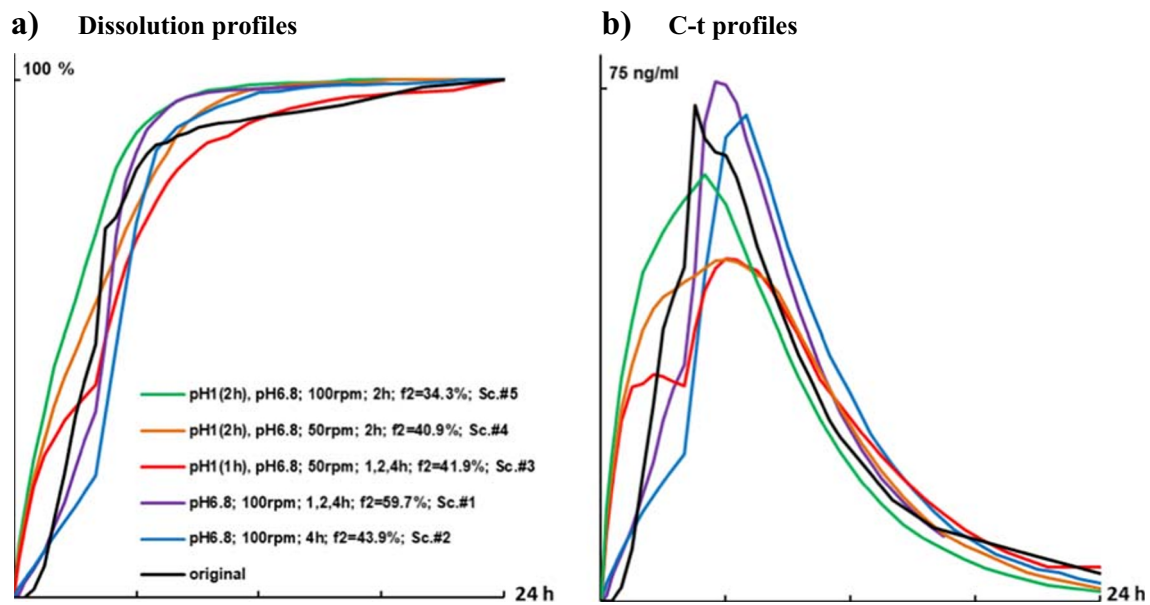 a) Dissolution profiles
100 %
pH1(2h), pH6.8; 100rpm; 2h; f2=34.3%; Sc.#5
pH1(2h), pH6.8; 50rpm; 2h; f2=40.9%; Sc.#4
pH1(1h), pH6.8; 50rpm; 1,2,4h; f2=41.9%; Sc.#3
pH6.8; 100rpm; 1,2,4h; f2=59.7%; Sc.#1
pH6.8; 100rpm; 4h; f2=43.9%; Sc.#2
original
24 h
b) C-t profiles
75 ng/ml
24 h